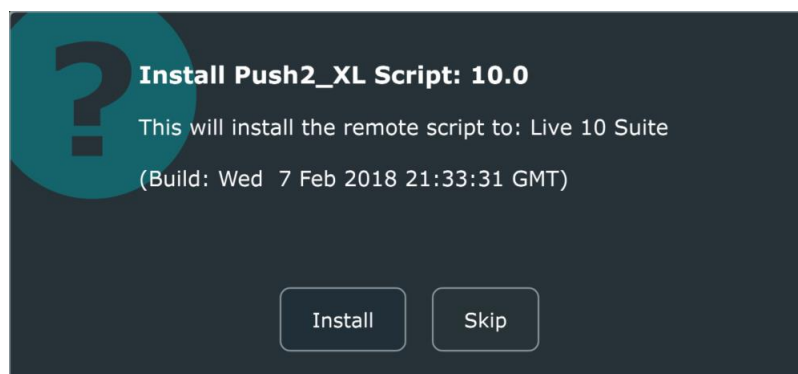 ?
Install Push2_XL Script: 10.0
This will install the remote script to: Live 10 Suite
(Build: Wed  7 Feb 2018 21:33:31 GMT)
Install
Skip